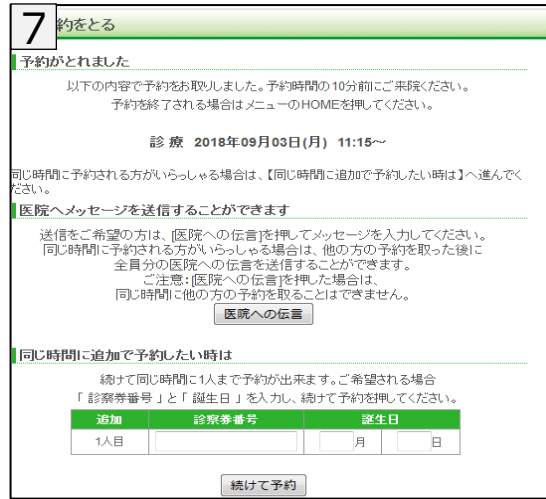 7
約をとる
予約がとれました
以下の内容で予約をお取りしました。予約時間の10分前にご来院ください。
予約を終了される場合はメニューのHOMEを押してください。
診 療 2018年09月03日(月) 11:15〜
同じ時間に予約される方がいらっしゃる場合は、【同じ時間に追加で予約したい時は】へ進んでく
ださい。
医院へメッセージを送信することができます
送信をご希望の方は、[医院への伝言]を押してメッセージを入力してください。
同じ時間に予約される方がいらっしゃる場合は、他の方の予約を取った後に
全員分の医院への伝言を送信することができます。
ご注意：[医院への伝言]を押した場合は、
同じ時間に他の方の予約を取ることはできません。
医院への伝言
同じ時間に追加で予約したい時は
続けて同じ時間に1人まで予約が出来ます。ご希望される場合
「 診察券番号 」と「 誕生日 」を入力し、続けて予約を押してください。
追加 診察券番号 誕生日
1人目 月 日
続けて予約